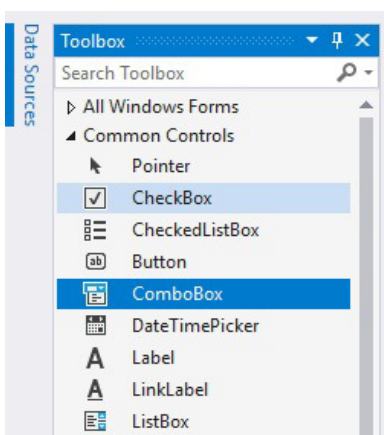 Data Sources
Toolbox
Search Toolbox
All Windows Forms
Common Controls
Pointer
CheckBox
CheckedListBox
ab Button
ComboBox
DateTimePicker
A Label
A LinkLabel
ListBox